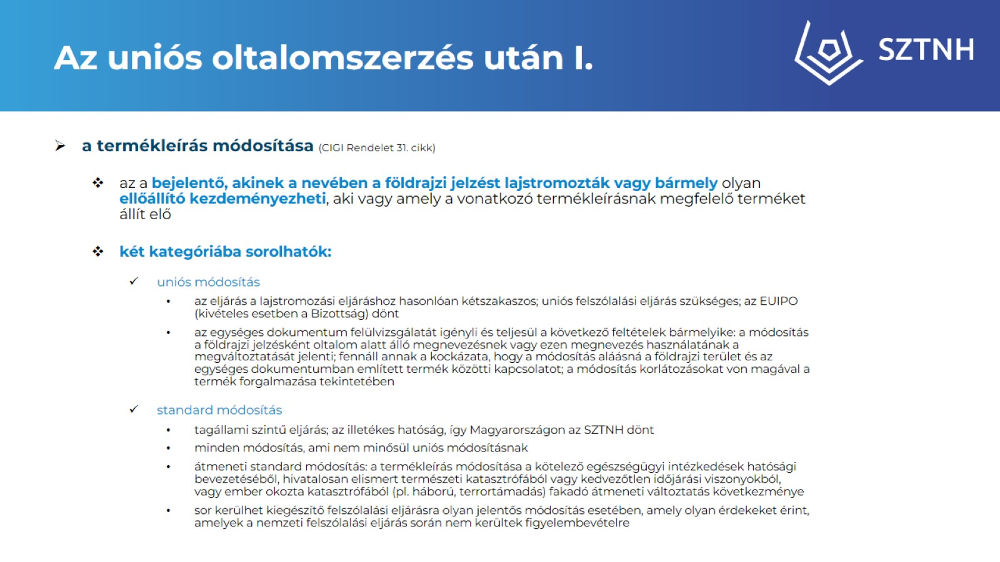 Az uniós oltalomszerzés után I.
SZTNH
a termékleírás módosítása (CIGI Rendelet 31. cikk)
az a bejelentő, akinek a nevében a földrajzi jelzést lajstromozták vagy bármely olyan
ellőállító kezdeményezheti, aki vagy amely a vonatkozó termékleírásnak megfelelő terméket
állít elő
két kategóriába sorolhatók:
uniós módosítás
az eljárás a lajstromozási eljáráshoz hasonlóan kétszakaszos; uniós felszólalási eljárás szükséges; az EUIPO
(kivételes esetben a Bizottság) dönt
az egységes dokumentum felülvizsgálatát igényli és teljesül a következő feltételek bármelyike: a módosítás
a földrajzi jelzésként oltalom alatt álló megnevezésnek vagy ezen megnevezés használatának a
megváltoztatását jelenti; fennáll annak a kockázata, hogy a módosítás aláásná a földrajzi terület és az
egységes dokumentumban említett termék közötti kapcsolatot; a módosítás korlátozásokat von magával a
termék forgalmazása tekintetében
standard módosítás
tagállami szintű eljárás; az illetékes hatóság, így Magyarországon az SZTNH dönt
minden módosítás, ami nem minősül uniós módosításnak
átmeneti standard módosítás: a termékleírás módosítása a kötelező egészségügyi intézkedések hatósági
bevezetéséből, hivatalosan elismert természeti katasztrófából vagy kedvezőtlen időjárási viszonyokból,
vagy ember okozta katasztrófából (pl. háború, terrortámadás) fakadó átmeneti változtatás következménye
sor kerülhet kiegészítő felszólalási eljárásra olyan jelentős módosítás esetében, amely olyan érdekeket érint,
amelyek a nemzeti felszólalási eljárás során nem kerültek figyelembevételre